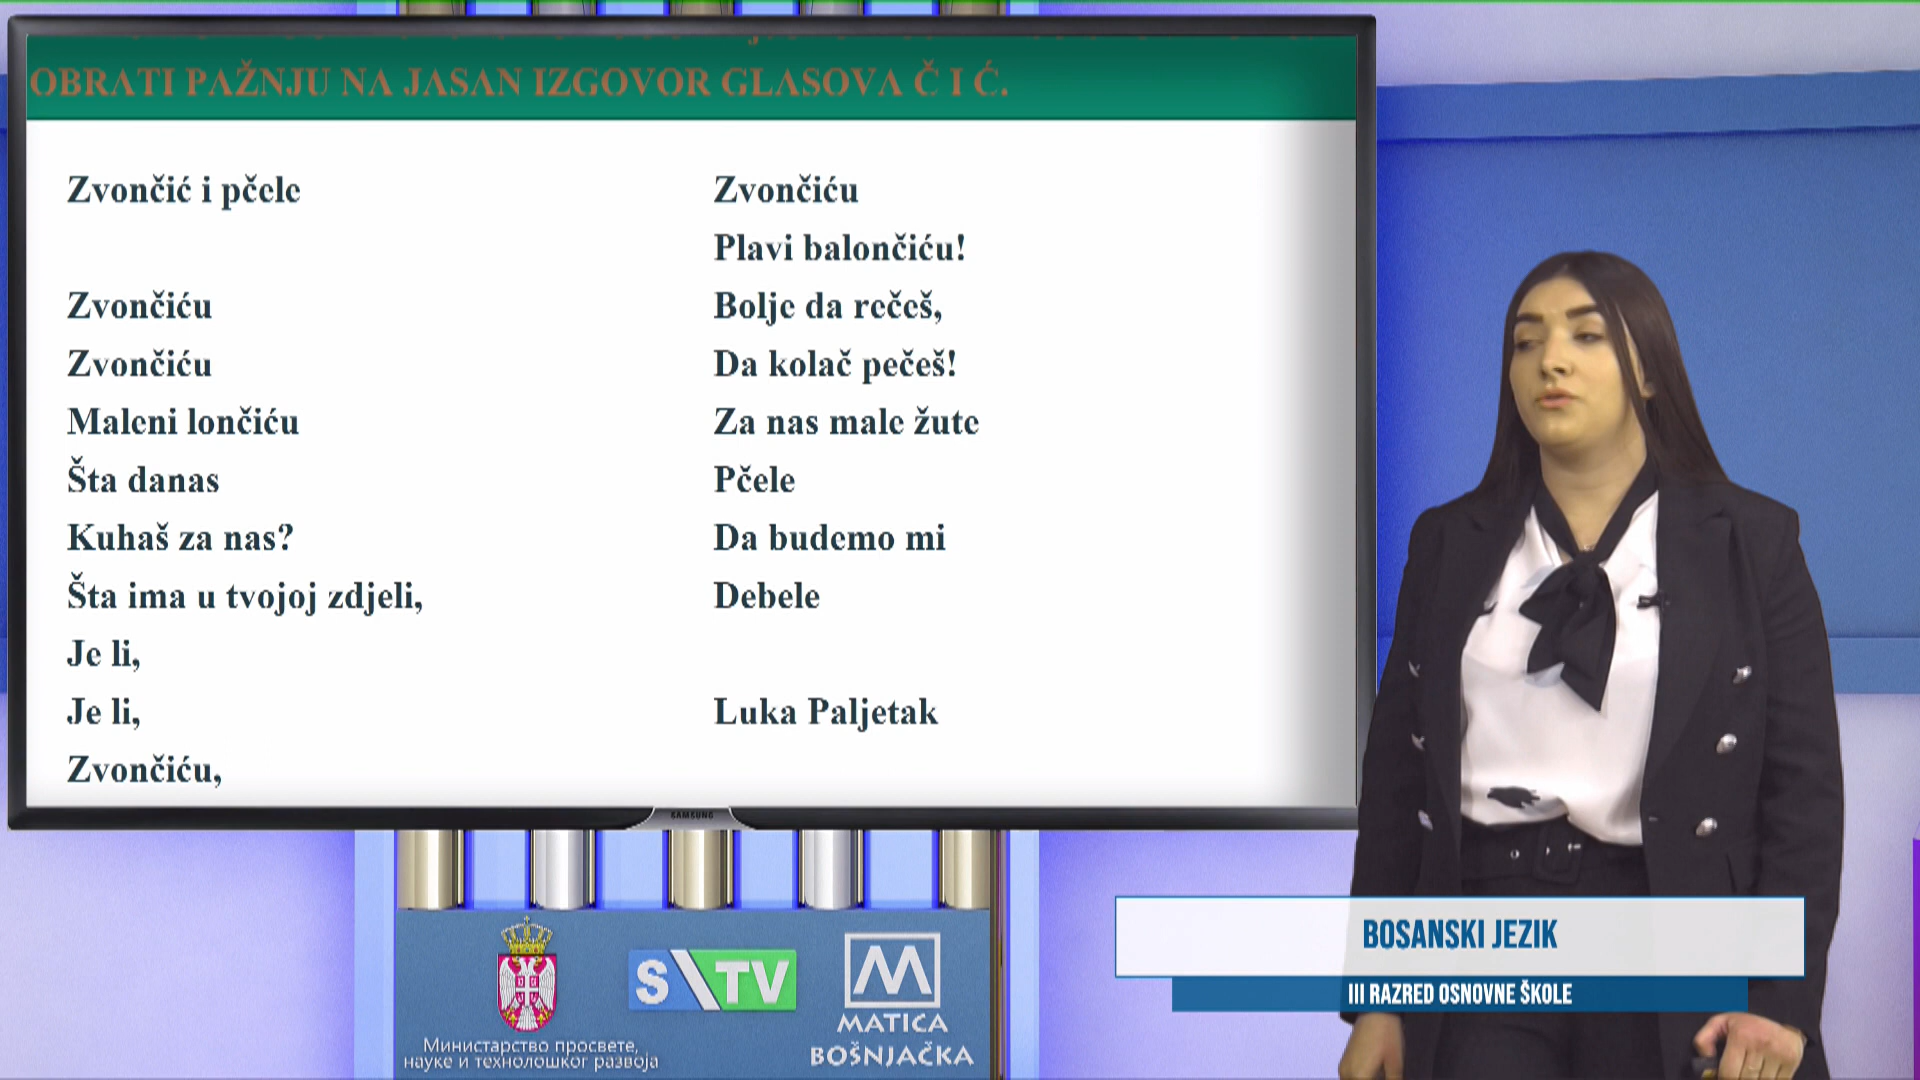 OBRATI PAŽNJU NA JASAN IZGOVOR GLASOVA Č I Ć.
Zvončić i pčele
Zvončiću
Zvončiću
Maleni lončiću
Šta danas
Kuhaš za nas?
Šta ima u tvojoj zdjeli,
Je li,
Je li,
Zvončiću,
Zvončiću
Plavi balončiću!
Bolje da rečeš,
Da kolač pečeš!
Za nas male žute
Pčele
Da budemo mi
Debele
Luka Paljetak
SAMSUNG
Министарство просвете,
науке и технолошког развоја
S TV
MATICA
BOŠNJAČKA
BOSANSKI JEZIK
III RAZRED OSNOVNE ŠKOLE